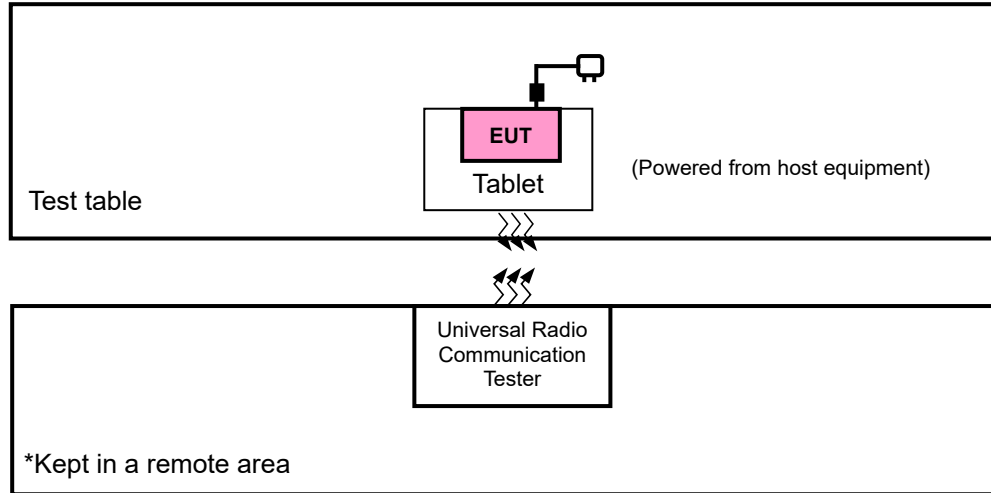 EUT
Tablet
(Powered from host equipment)
Test table
Universal Radio
Communication
Tester
*Kept in a remote area